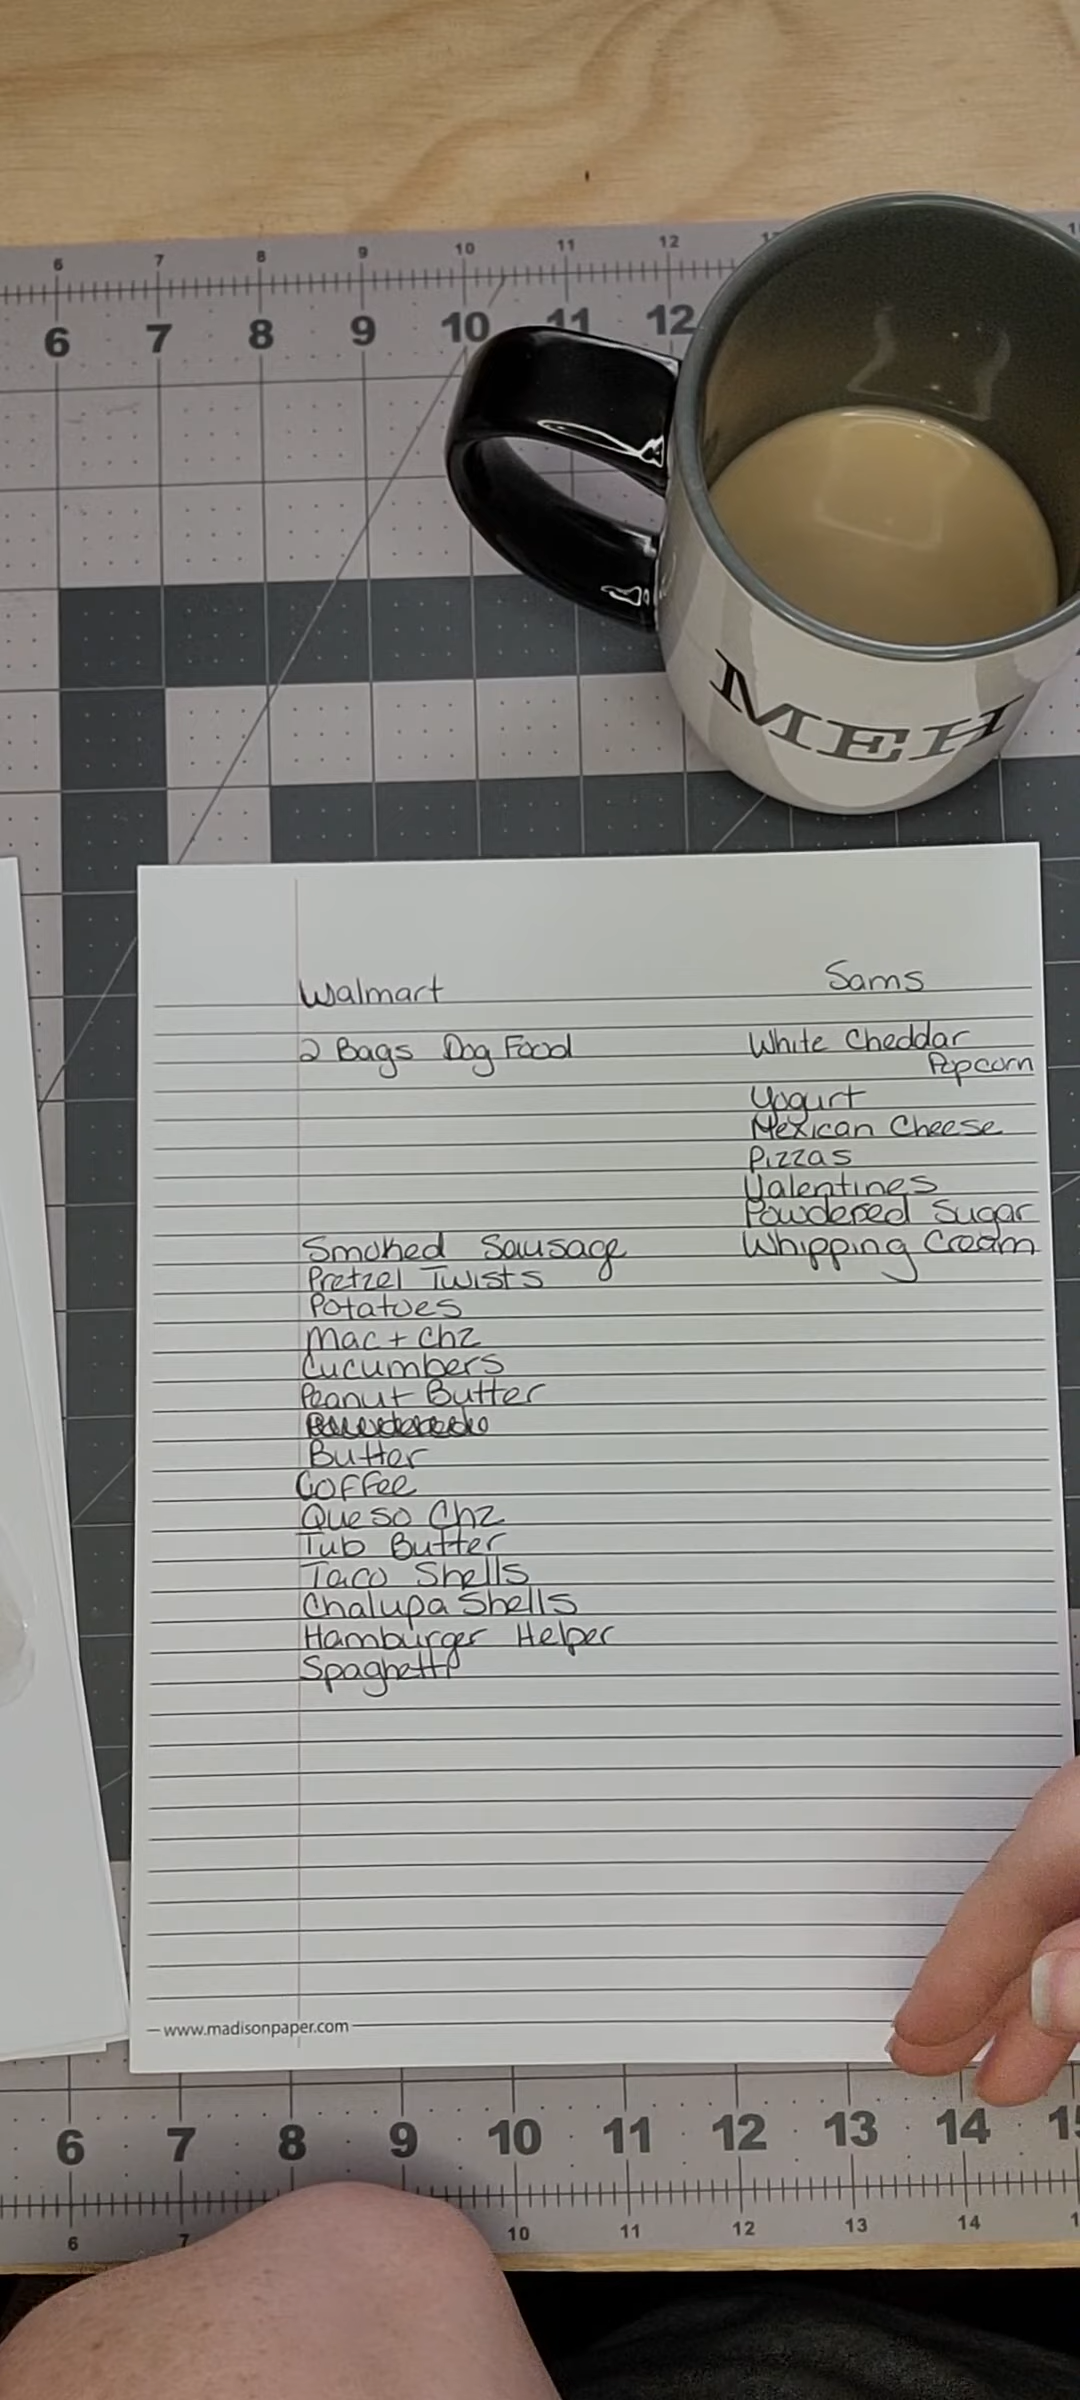 6 7 8 9 10 11 12
6 7 8 9 10 11 12
MEH
Walmart
2 Bags Dog Food
Smoked Sausage
Pretzel Twists
Potatoes
Mac + Chz
Cucumbers
Peanut Butter
Butter
Coffee
Queso Chz
Tub Butter
Taco Shells
Chalupa Shells
Hamburger Helper
Spaghetti
Sams
White Cheddar
Popcorn
Yogurt
Mexican Cheese
Pizzas
Valentines
Powdered Sugar
Whipping Cream
www.madisonpaper.com
6 7 8 9 10 11 12 13 14
6 7 10 11 12 13 14